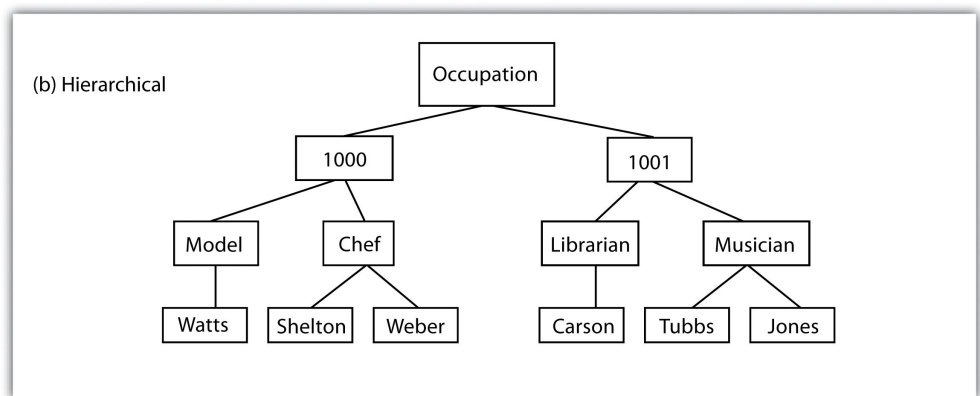 (b) Hierarchical
Occupation
1000
1001
Model
Chef
Librarian
Musician
Watts
Shelton
Weber
Carson
Tubbs
Jones